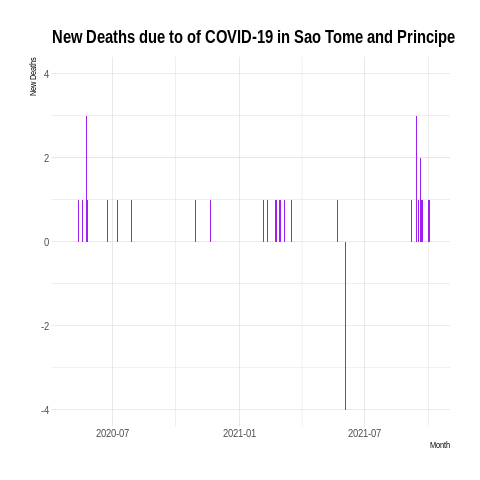 New Deaths due to of COVID-19 in Sao Tome and Principe
New Deaths
4
2
0
-2
-4
2020-07
2021-01
2021-07
Month